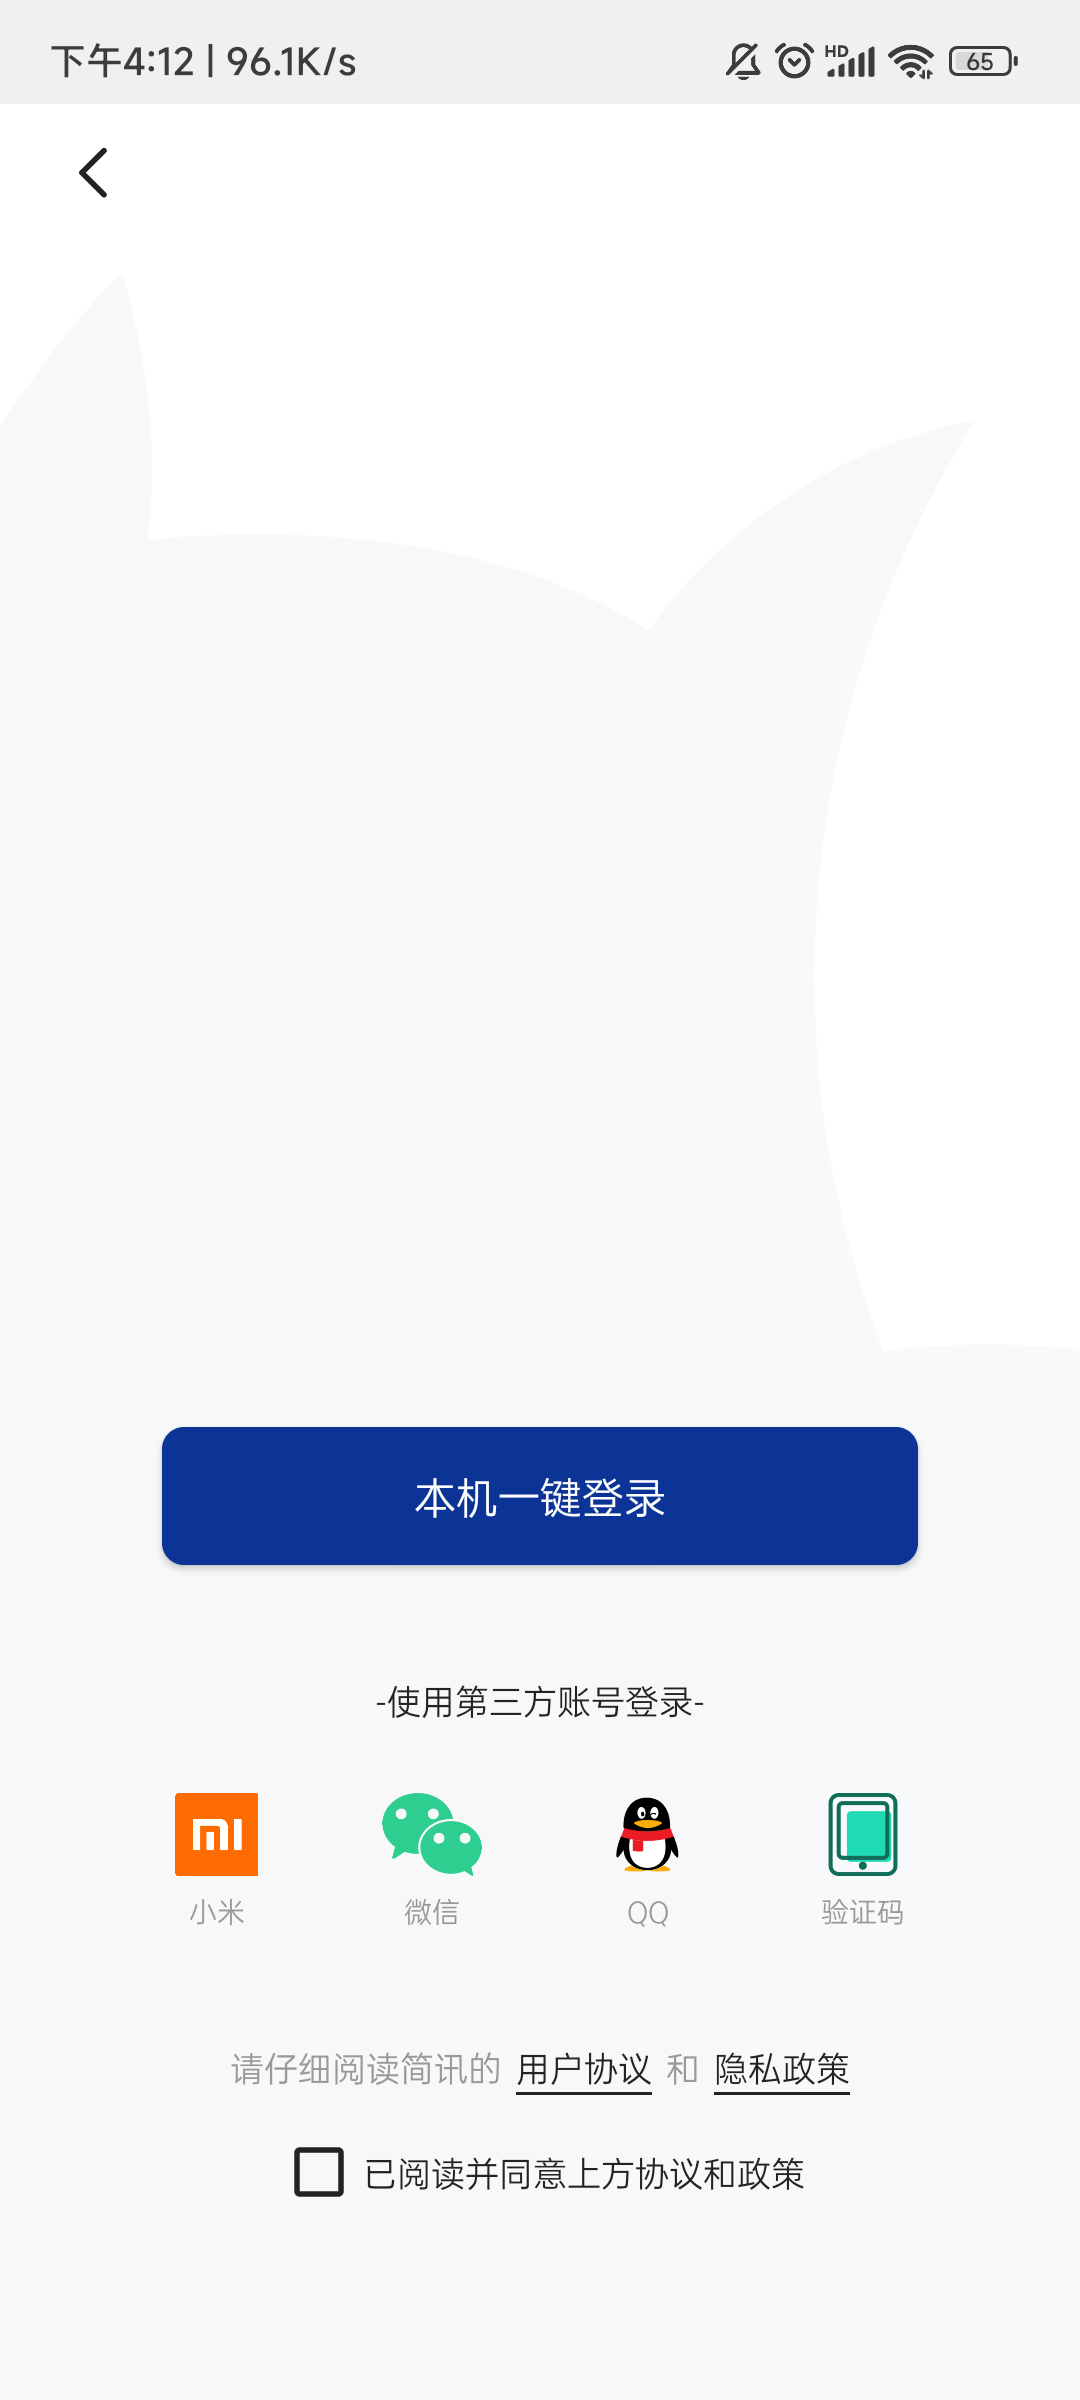 下午4:12 | 96.1K/s
HD
65
本机一键登录
-使用第三方账号登录-
小米
微信
QQ
验证码
请仔细阅读简讯的 用户协议 和 隐私政策
已阅读并同意上方协议和政策